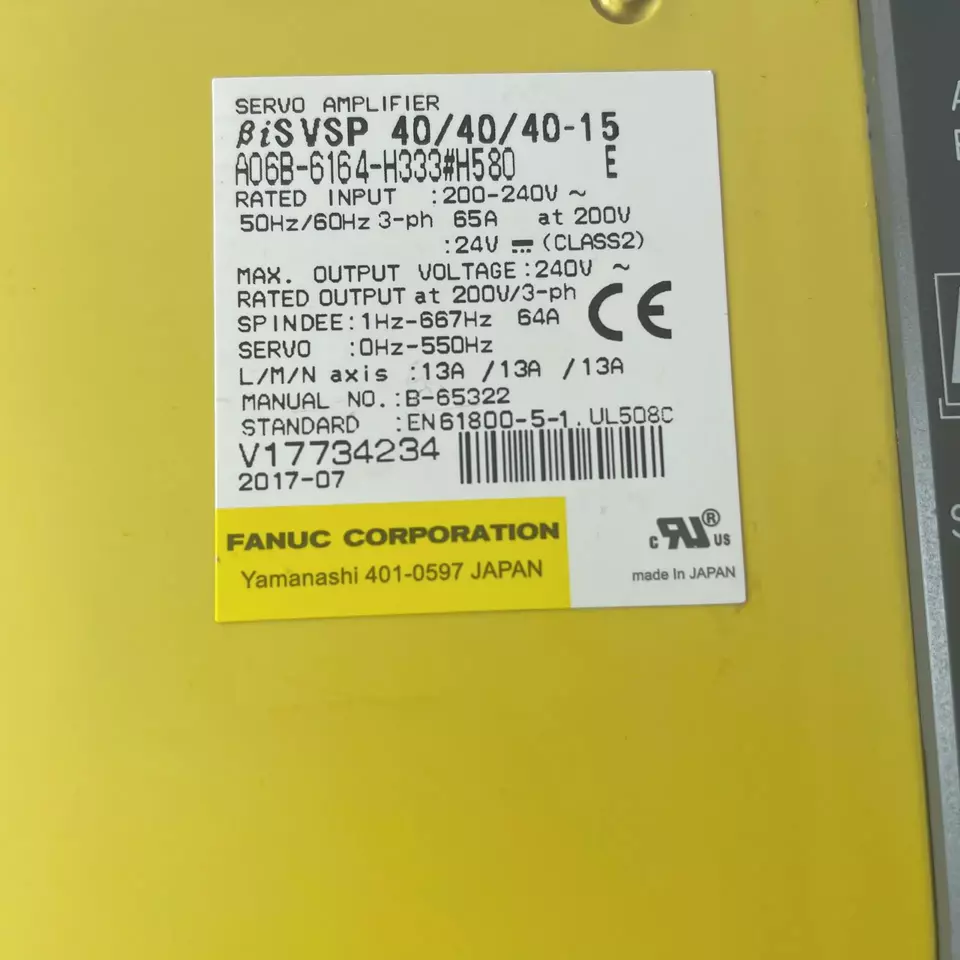 SERVO AMPLIFIER
βiSVSP 40/40/40-15
A06B-6164-H333#H580 E
RATED INPUT :200-240V ~
50Hz/60Hz 3-ph 65A at 200V
:24V ⎓ (CLASS2)
MAX. OUTPUT VOLTAGE:240V ~
RATED OUTPUT at 200V/3-ph
SPINDEE:1Hz-667Hz 64A
SERVO :0Hz-550Hz
L/M/N axis :13A /13A /13A
MANUAL NO.:B-65322
STANDARD :EN61800-5-1.UL508C
V17734234
2017-07
CE
FANUC CORPORATION
Yamanashi 401-0597 JAPAN
c RU ® US
made In JAPAN